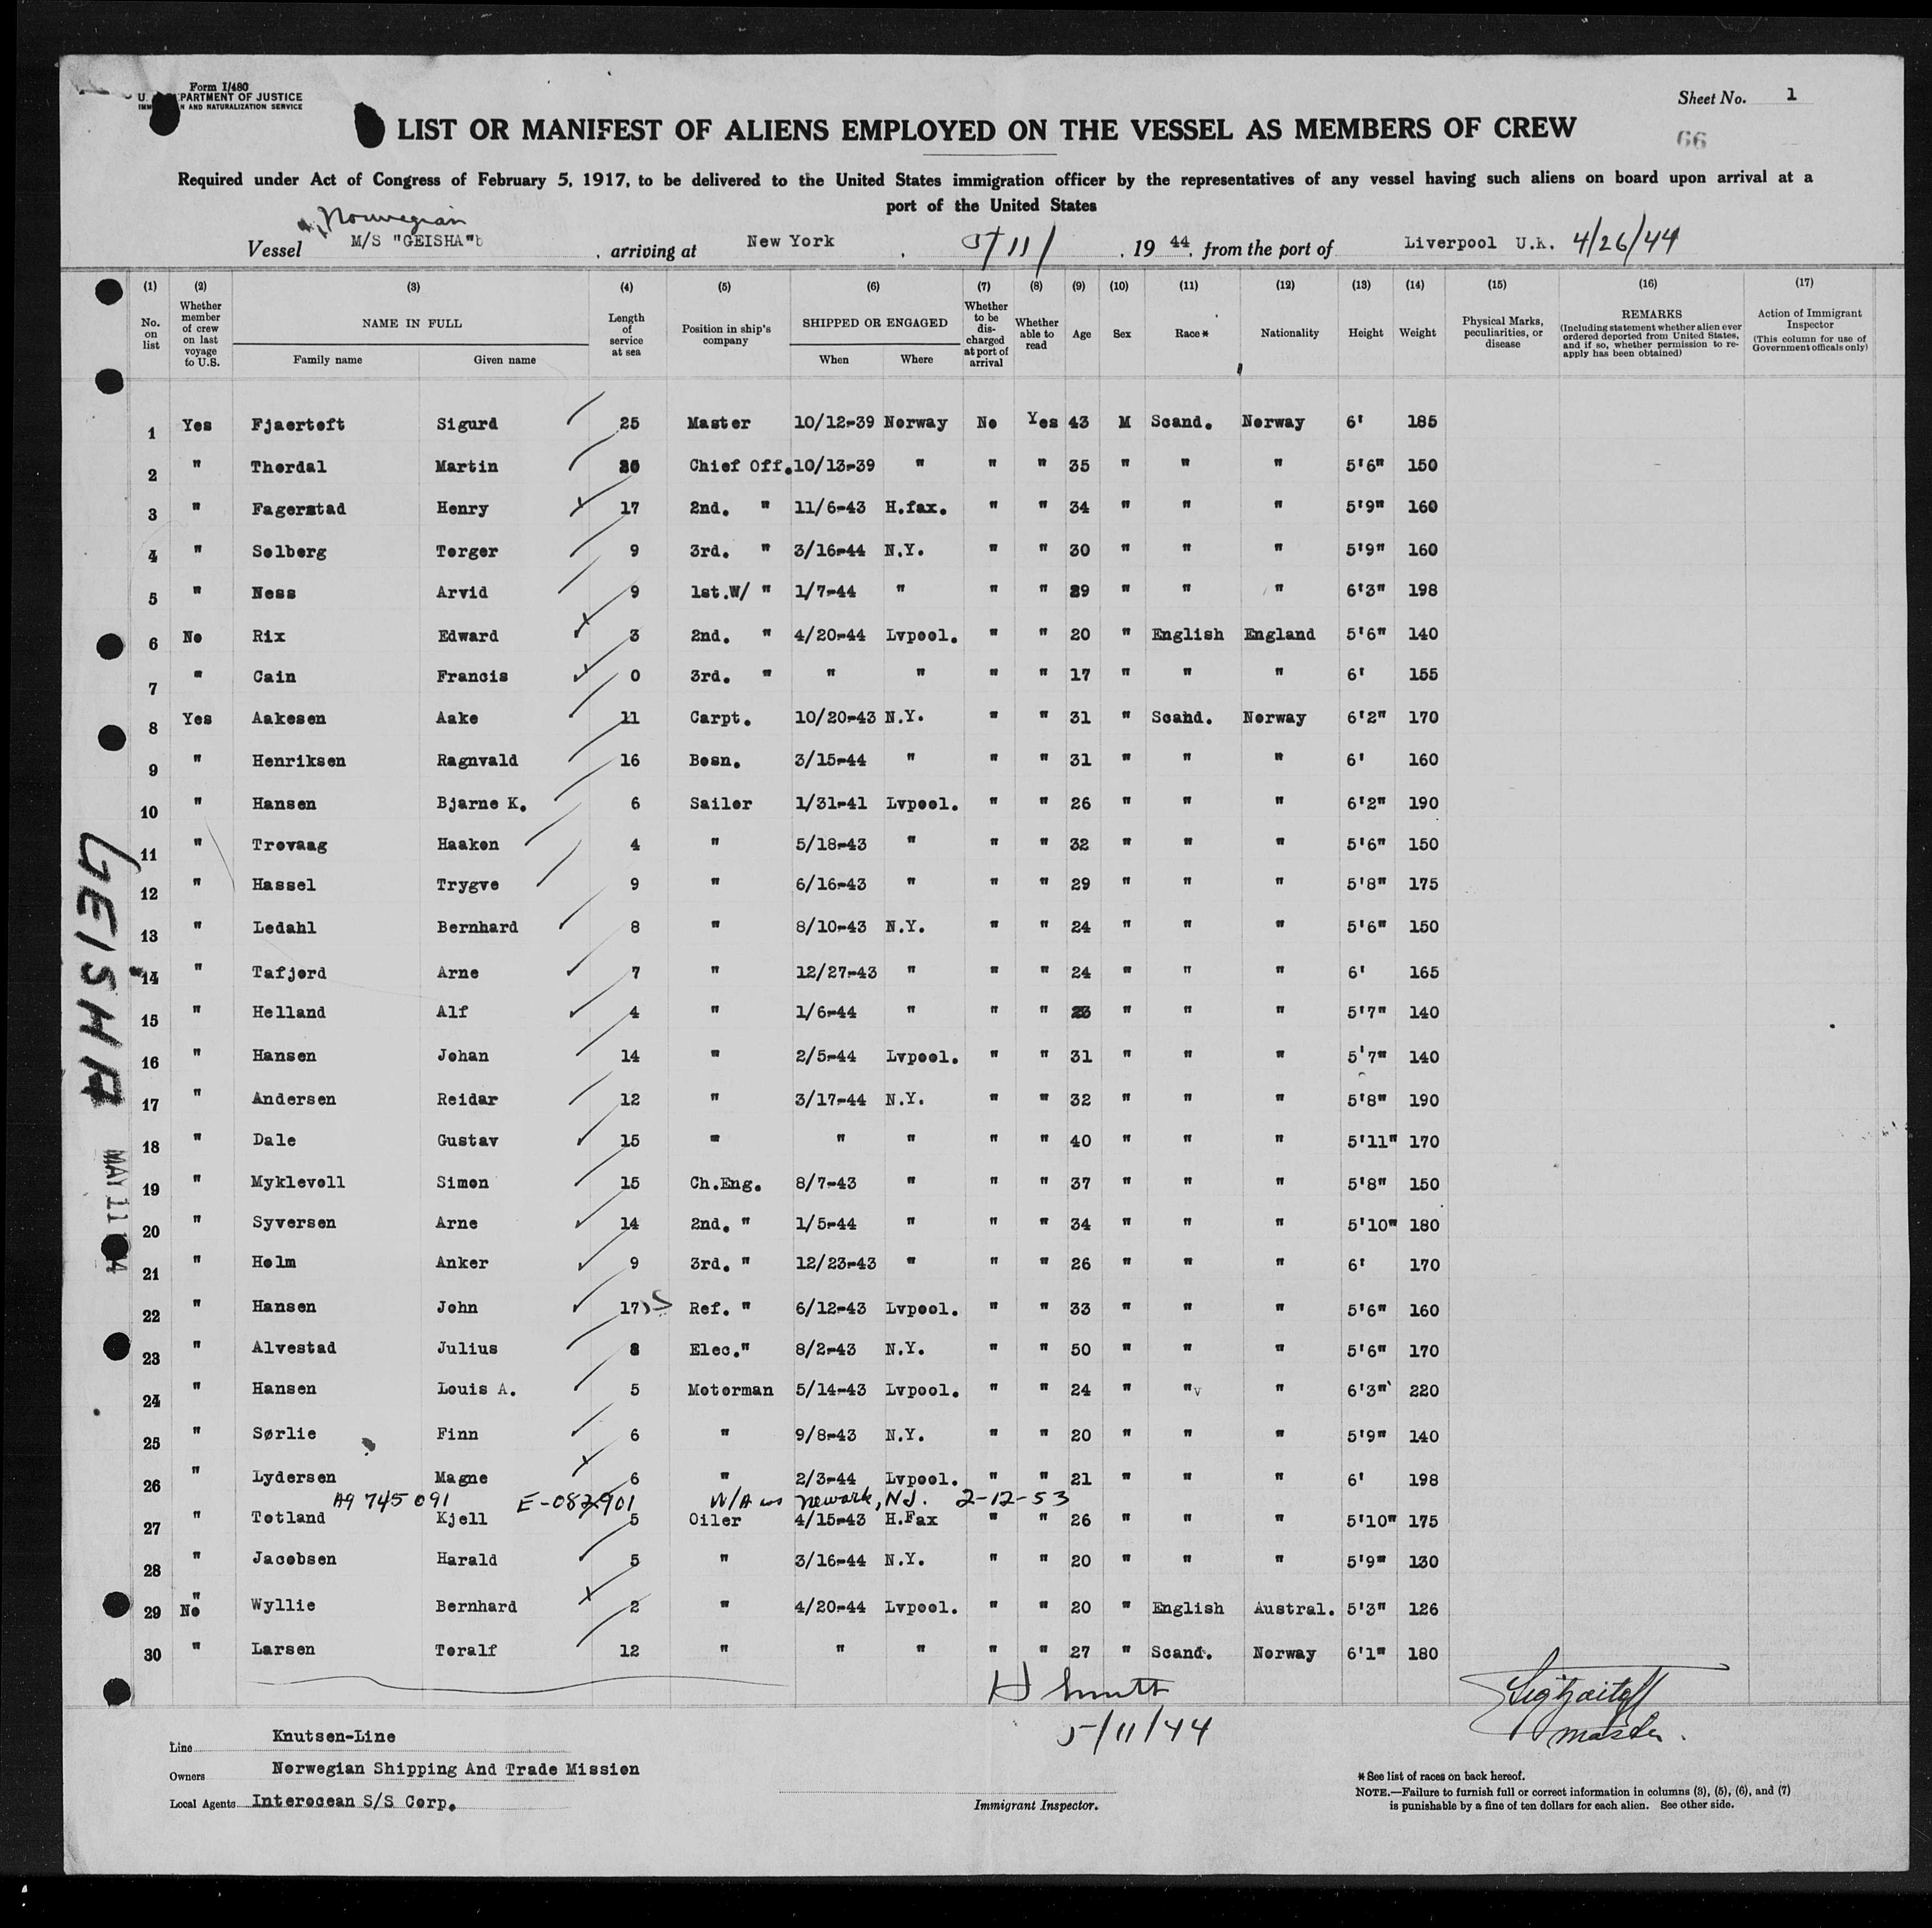 Form I/480
U. PARTMENT OF JUSTICE
N AND NATURALIZATION SERVICE
Sheet No. 1
66
LIST OR MANIFEST OF ALIENS EMPLOYED ON THE VESSEL AS MEMBERS OF CREW
Required under Act of Congress of February 5, 1917, to be delivered to the United States immigration officer by the representatives of any vessel having such aliens on board upon arrival at a
port of the United States
Norwegian
Vessel M/S "GEISHA" , arriving at New York , 5/11/ , 19 44, from the port of Liverpool U.K. 4/26/44
(1) (2) (3) (4) (5) (6) (7) (8) (9) (10) (11) (12) (13) (14) (15) (16) (17)
No. on list
Whether member of crew on last voyage to U.S.
NAME IN FULL
Family name Given name
Length of service at sea
Position in ship's company
SHIPPED OR ENGAGED
When Where
Whether to be discharged at port of arrival
Whether able to read
Age
Sex
Race *
Nationality
Height
Weight
Physical Marks, peculiarities, or disease
REMARKS
(Including statement whether alien ever ordered deported from United States, and if so, whether permission to re-apply has been obtained)
Action of Immigrant Inspector
(This column for use of Government officals only)
1 Yes Fjaertoft Sigurd 25 Master 10/12-39 Norway No Yes 43 M Scand. Norway 6' 185
2 " Thordal Martin Chief Off. 10/13-39 " " " 35 " " " 5'6" 150
3 " Fagerstad Henry 17 2nd. " 11/6-43 H.fax. " " 34 " " " 5'9" 160
4 " Solberg Torger 9 3rd. " 3/16-44 N.Y. " " 30 " " " 5'9" 160
5 " Ness Arvid 9 1st.W/ " 1/7-44 " " " 29 " " " 6'3" 198
6 No Rix Edward 3 2nd. " 4/20-44 Lvpool. " " 20 " English England 5'6" 140
7 " Cain Francis 0 3rd. " " " " " 17 " " " 6' 155
8 Yes Aakesen Aake 11 Carpt. 10/20-43 N.Y. " " 31 " Scand. Norway 6'2" 170
9 " Henriksen Ragnvald 16 Bosn. 3/15-44 " " " 31 " " " 6' 160
10 " Hansen Bjarne K. 6 Sailor 1/31-41 Lvpool. " " 26 " " " 6'2" 190
11 " Trovaag Haakon 4 " 5/18-43 " " " 32 " " " 5'6" 150
12 " Hassel Trygve 9 " 6/16-43 " " " 29 " " " 5'8" 175
13 " Ledahl Bernhard 8 " 8/10-43 N.Y. " " 24 " " " 5'6" 150
14 " Tafjord Arne 7 " 12/27-43 " " " 24 " " " 6' 165
15 " Helland Alf 4 " 1/6-44 " " " 23 " " " 5'7" 140
16 " Hansen Johan 14 " 2/5-44 Lvpool. " " 31 " " " 5'7" 140
17 " Andersen Reidar 12 " 3/17-44 N.Y. " " 32 " " " 5'8" 190
18 " Dale Gustav 15 " " " " " 40 " " " 5'11" 170
19 " Myklevoll Simon 15 Ch.Eng. 8/7-43 " " " 37 " " " 5'8" 150
20 " Syversen Arne 14 2nd. " 1/5-44 " " " 34 " " " 5'10" 180
21 " Holm Anker 9 3rd. " 12/23-43 " " " 26 " " " 6' 170
22 " Hansen John 17 Ref. " 6/12-43 Lvpool. " " 33 " " " 5'6" 160
23 " Alvestad Julius 8 Elec." 8/2-43 N.Y. " " 50 " " " 5'6" 170
24 " Hansen Louis A. 5 Motorman 5/14-43 Lvpool. " " 24 " " " 6'3" 220
25 " Sørlie Finn 6 " 9/8-43 N.Y. " " 20 " " " 5'9" 140
26 " Lydersen Magne 6 " 2/3-44 Lvpool. " " 21 " " " 6' 198
A9 745 091 E-082901 W/A Newark, NJ. 2-12-53
27 " Totland Kjell 5 Oiler 4/15-43 H.Fax " " 26 " " " 5'10" 175
28 " Jacobsen Harald 5 " 3/16-44 N.Y. " " 20 " " " 5'9" 130
29 " No Wyllie Bernhard 2 " 4/20-44 Lvpool. " " 20 " English Austral. 5'3" 126
30 " Larsen Toralf 12 " " " " " 27 " Scand. Norway 6'1" 180
GEISHA
MAY 11
H Smith
5/11/44
Master.
Line Knutsen-Line
Owners Norwegian Shipping And Trade Mission
Local Agents Interocean S/S Corp.
Immigrant Inspector.
* See list of races on back hereof.
NOTE.—Failure to furnish full or correct information in columns (3), (5), (6), and (7)
is punishable by a fine of ten dollars for each alien. See other side.